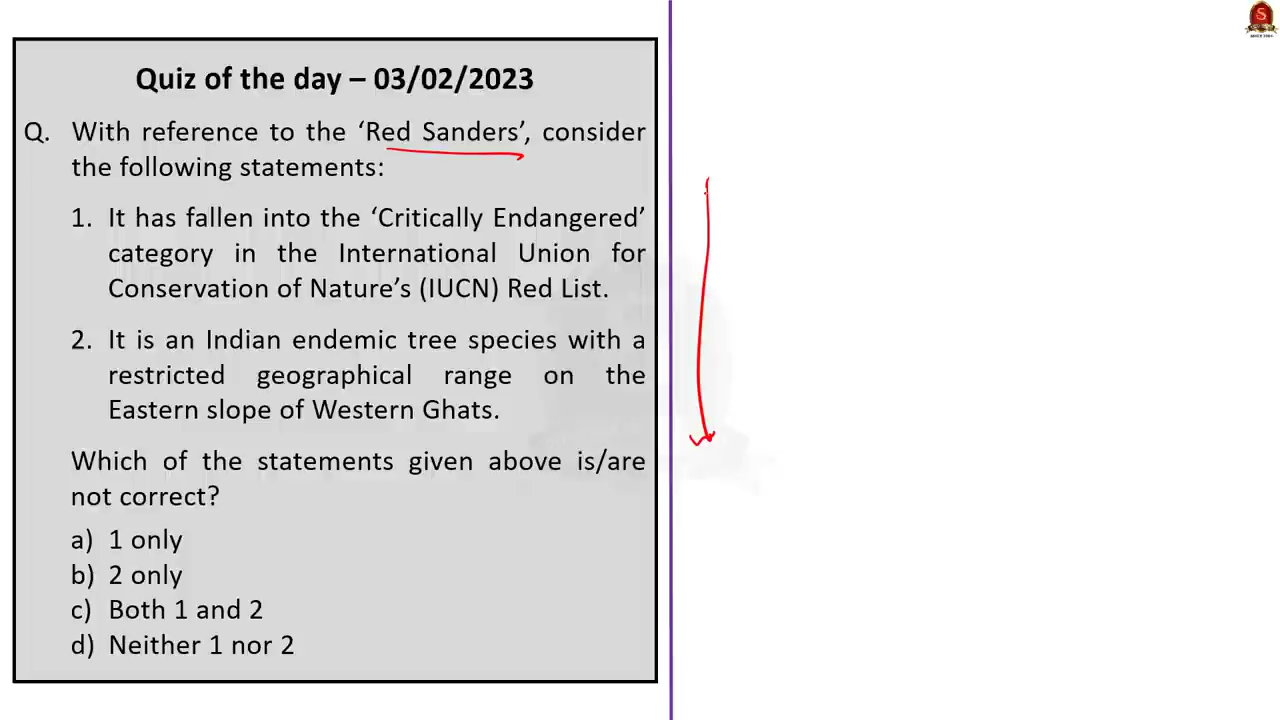 Quiz of the day – 03/02/2023
Q. With reference to the ‘Red Sanders’, consider
the following statements:
1. It has fallen into the ‘Critically Endangered’
category in the International Union for
Conservation of Nature’s (IUCN) Red List.
2. It is an Indian endemic tree species with a
restricted geographical range on the
Eastern slope of Western Ghats.
Which of the statements given above is/are
not correct?
a) 1 only
b) 2 only
c) Both 1 and 2
d) Neither 1 nor 2